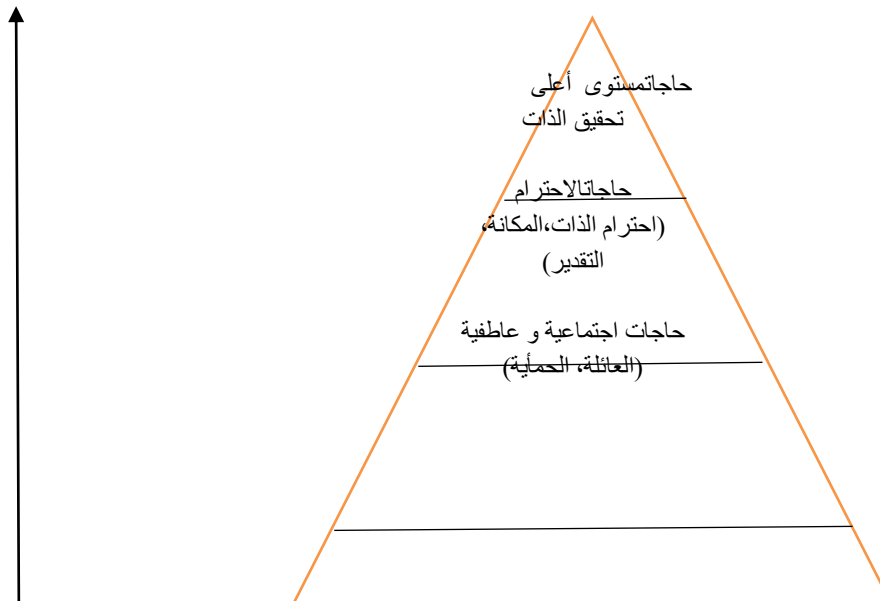 حاجاتمستوى أعلى
تحقيق الذات
حاجاتالاحترام
(احترام الذات،المكانة،
التقدير)
حاجات اجتماعية و عاطفية
(العائلة، الحمأية)